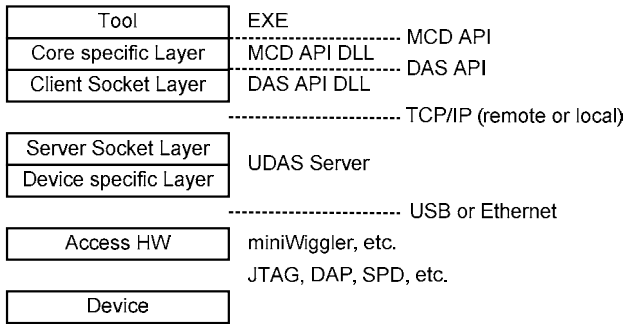 Tool EXE
MCD API
Core specific Layer MCD API DLL
DAS API
Client Socket Layer DAS API DLL
TCP/IP (remote or local)
Server Socket Layer
UDAS Server
Device specific Layer
USB or Ethernet
Access HW miniWiggler, etc.
JTAG, DAP, SPD, etc.
Device